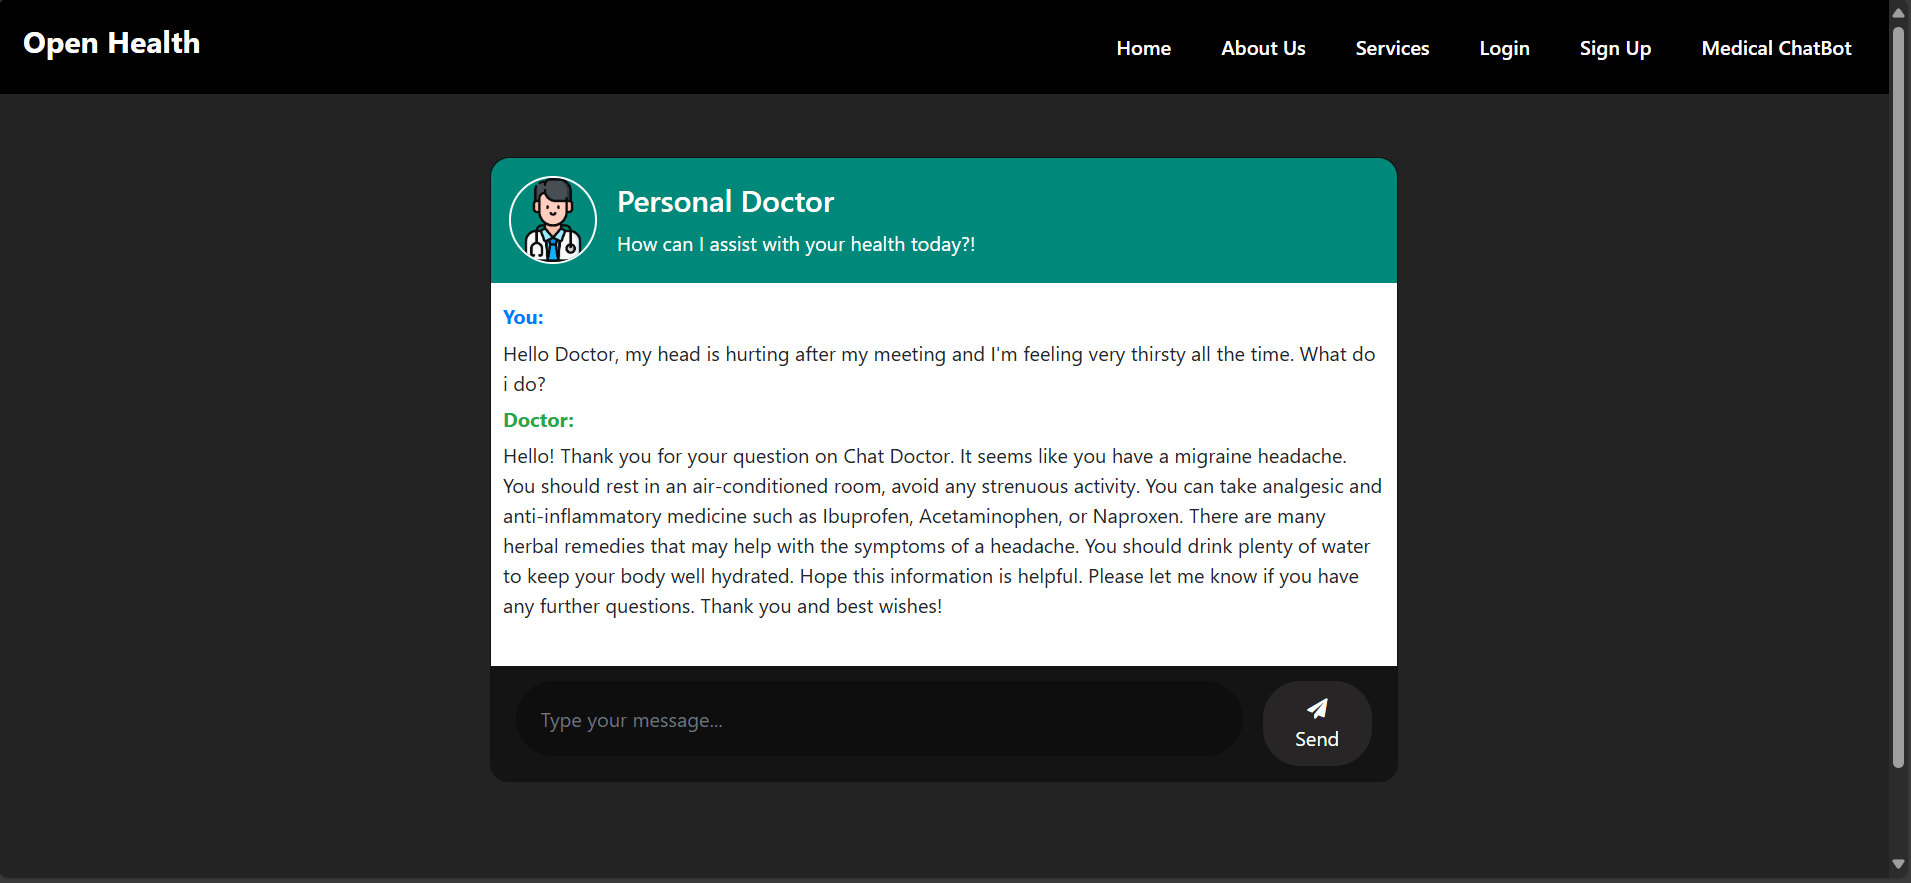 Open Health
Home About Us Services Login Sign Up Medical ChatBot
Personal Doctor
How can I assist with your health today?!
You:
Hello Doctor, my head is hurting after my meeting and I'm feeling very thirsty all the time. What do
i do?
Doctor:
Hello! Thank you for your question on Chat Doctor. It seems like you have a migraine headache.
You should rest in an air-conditioned room, avoid any strenuous activity. You can take analgesic and
anti-inflammatory medicine such as Ibuprofen, Acetaminophen, or Naproxen. There are many
herbal remedies that may help with the symptoms of a headache. You should drink plenty of water
to keep your body well hydrated. Hope this information is helpful. Please let me know if you have
any further questions. Thank you and best wishes!
Type your message...
Send